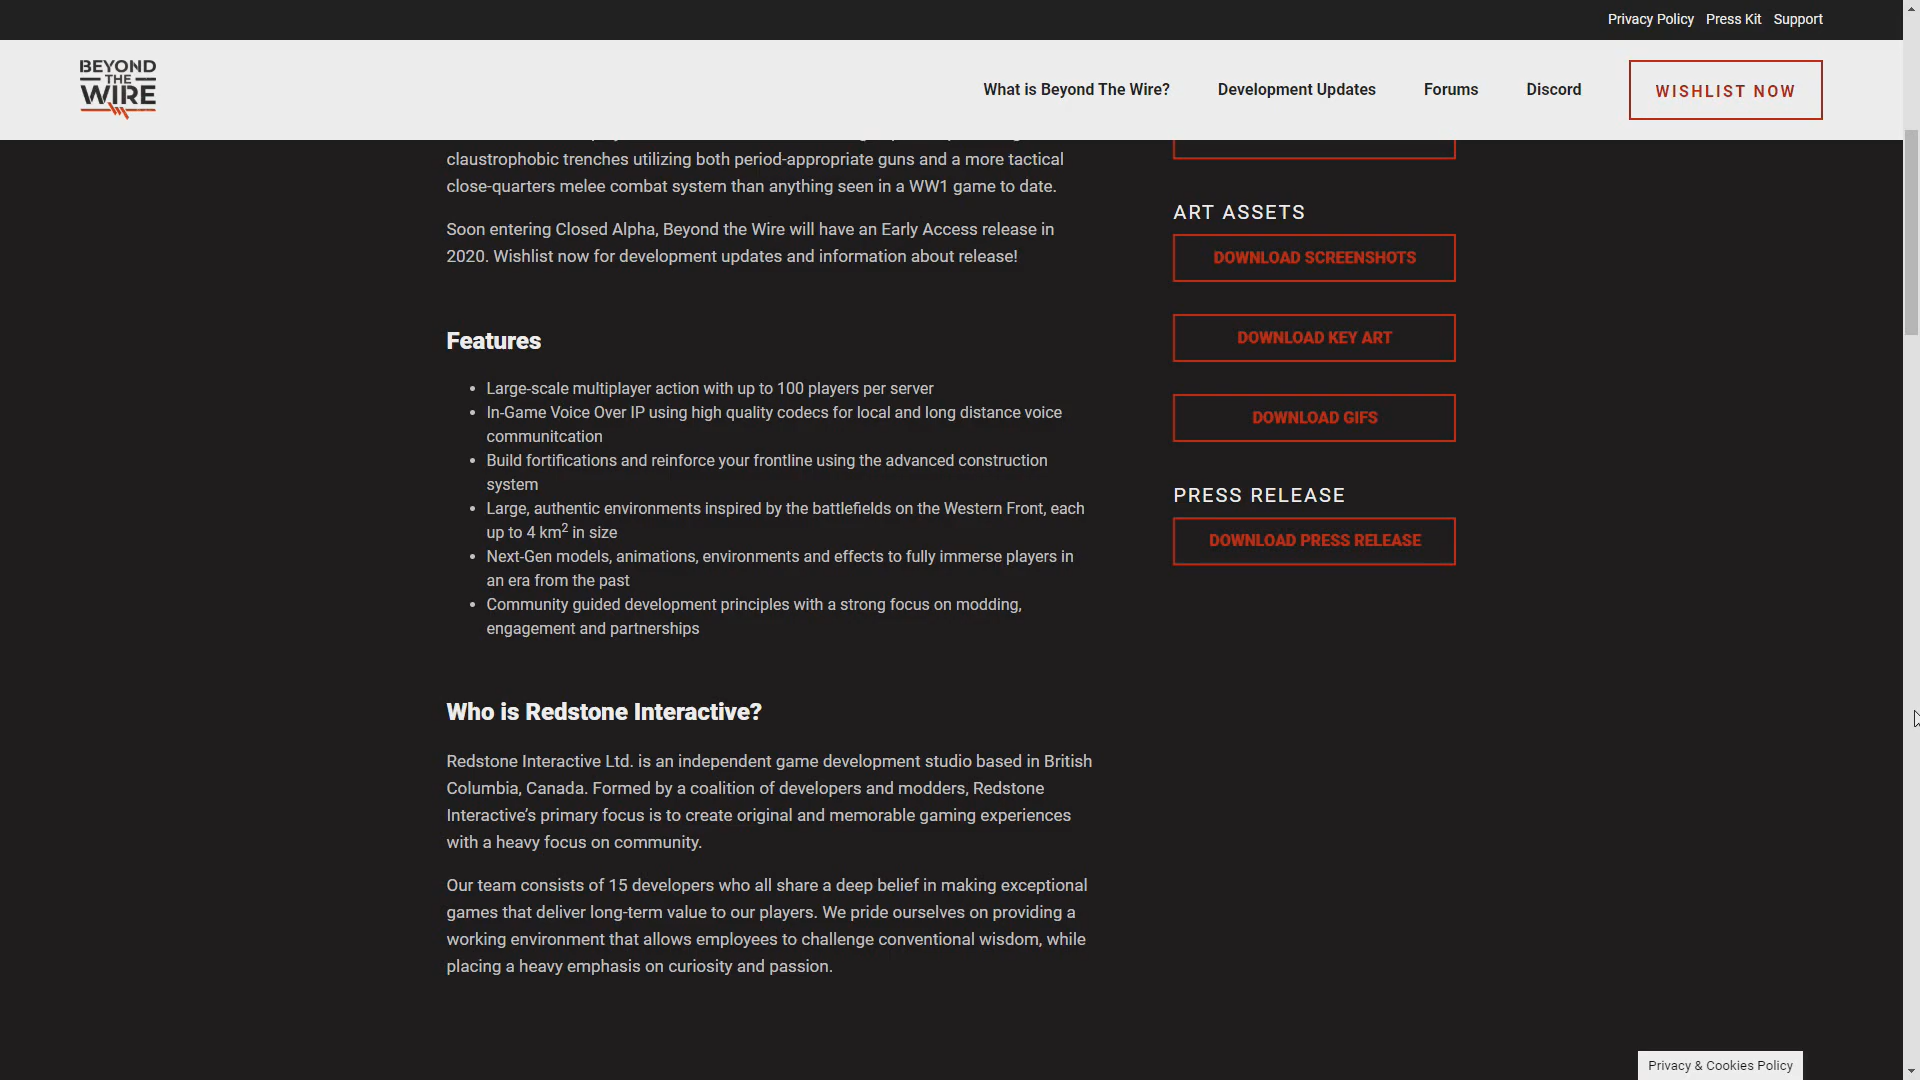 Privacy Policy Press Kit Support
BEYOND
THE
WIRE
What is Beyond The Wire? Development Updates Forums Discord WISHLIST NOW
claustrophobic trenches utilizing both period-appropriate guns and a more tactical
close-quarters melee combat system than anything seen in a WW1 game to date.
Soon entering Closed Alpha, Beyond the Wire will have an Early Access release in
2020. Wishlist now for development updates and information about release!
Features
• Large-scale multiplayer action with up to 100 players per server
• In-Game Voice Over IP using high quality codecs for local and long distance voice
communitcation
• Build fortifications and reinforce your frontline using the advanced construction
system
• Large, authentic environments inspired by the battlefields on the Western Front, each
up to 4 km² in size
• Next-Gen models, animations, environments and effects to fully immerse players in
an era from the past
• Community guided development principles with a strong focus on modding,
engagement and partnerships
Who is Redstone Interactive?
Redstone Interactive Ltd. is an independent game development studio based in British
Columbia, Canada. Formed by a coalition of developers and modders, Redstone
Interactive’s primary focus is to create original and memorable gaming experiences
with a heavy focus on community.
Our team consists of 15 developers who all share a deep belief in making exceptional
games that deliver long-term value to our players. We pride ourselves on providing a
working environment that allows employees to challenge conventional wisdom, while
placing a heavy emphasis on curiosity and passion.
ART ASSETS
DOWNLOAD SCREENSHOTS
DOWNLOAD KEY ART
DOWNLOAD GIFS
PRESS RELEASE
DOWNLOAD PRESS RELEASE
Privacy & Cookies Policy